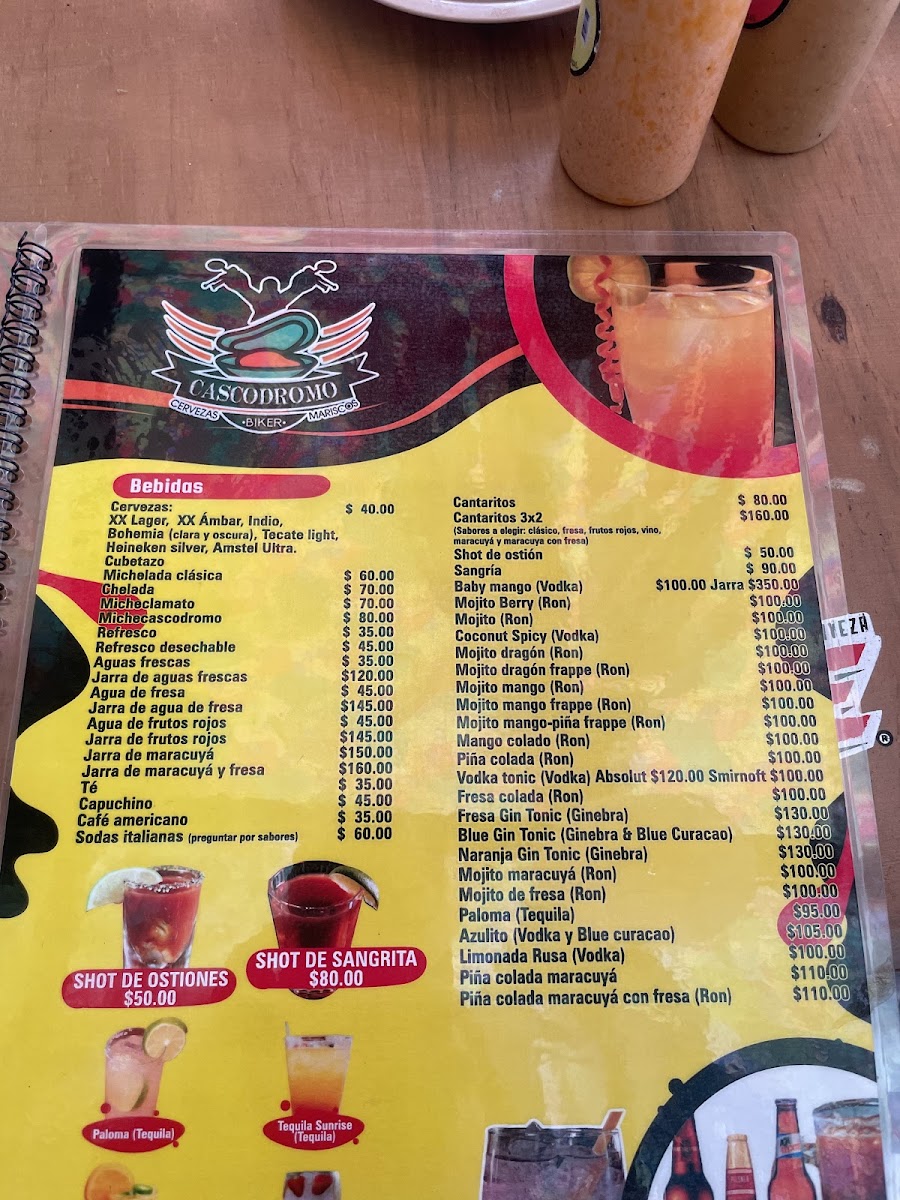 CASCODROMO
CERVEZAS MARISCOS
·BIKER·
Bebidas
Cervezas: $ 40.00
XX Lager, XX Ámbar, Indio,
Bohemia (clara y oscura), Tecate light,
Heineken silver, Amstel Ultra.
Cubetazo
Michelada clásica $ 60.00
Chelada $ 70.00
Micheclamato $ 70.00
Michecascodromo $ 80.00
Refresco $ 35.00
Refresco desechable $ 45.00
Aguas frescas $ 35.00
Jarra de aguas frescas $120.00
Agua de fresa $ 45.00
Jarra de agua de fresa $145.00
Agua de frutos rojos $ 45.00
Jarra de frutos rojos $145.00
Jarra de maracuyá $150.00
Jarra de maracuyá y fresa $160.00
Té $ 35.00
Capuchino $ 45.00
Café americano $ 35.00
Sodas italianas (preguntar por sabores) $ 60.00
Cantaritos $ 80.00
Cantaritos 3x2 $160.00
(Sabores a elegir: clásico, fresa, frutos rojos, vino,
maracuyá y maracuya con fresa)
Shot de ostión $ 50.00
Sangría $ 90.00
Baby mango (Vodka) $100.00 Jarra $350.00
Mojito Berry (Ron) $100.00
Mojito (Ron) $100.00
Coconut Spicy (Vodka) $100.00
Mojito dragón (Ron) $100.00
Mojito dragón frappe (Ron) $100.00
Mojito mango (Ron) $100.00
Mojito mango frappe (Ron) $100.00
Mojito mango-piña frappe (Ron) $100.00
Mango colado (Ron) $100.00
Piña colada (Ron) $100.00
Vodka tonic (Vodka) Absolut $120.00 Smirnoft $100.00
Fresa colada (Ron) $100.00
Fresa Gin Tonic (Ginebra) $130.00
Blue Gin Tonic (Ginebra & Blue Curacao) $130.00
Naranja Gin Tonic (Ginebra) $130.00
Mojito maracuyá (Ron) $100.00
Mojito de fresa (Ron) $100.00
Paloma (Tequila) $95.00
Azulito (Vodka y Blue curacao) $105.00
Limonada Rusa (Vodka) $100.00
Piña colada maracuyá $110.00
Piña colada maracuyá con fresa (Ron) $110.00
SHOT DE OSTIONES
$50.00
SHOT DE SANGRITA
$80.00
Paloma (Tequila)
Tequila Sunrise
(Tequila)